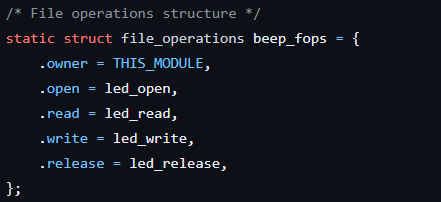 /* File operations structure */
static struct file_operations beep_fops = {
    .owner = THIS_MODULE,
    .open = led_open,
    .read = led_read,
    .write = led_write,
    .release = led_release,
};